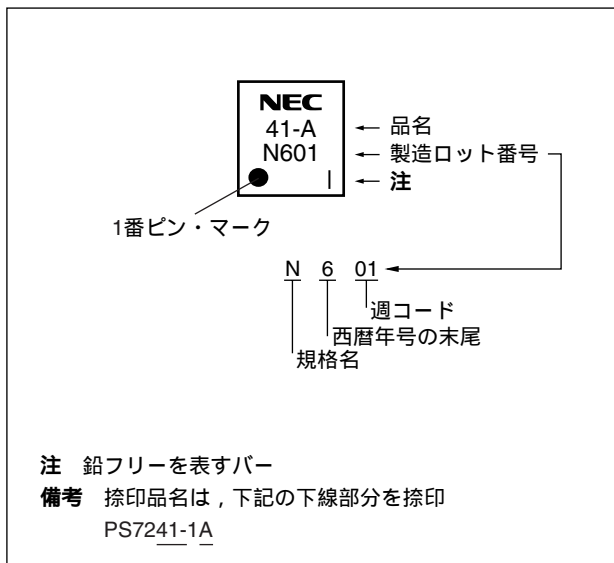 NEC
41-A ← 品名
N601 ← 製造ロット番号
| ← 注
1番ピン・マーク
N 6 01
週コード
西暦年号の末尾
規格名
注 鉛フリーを表すバー
備考 捺印品名は，下記の下線部分を捺印
PS7241-1A